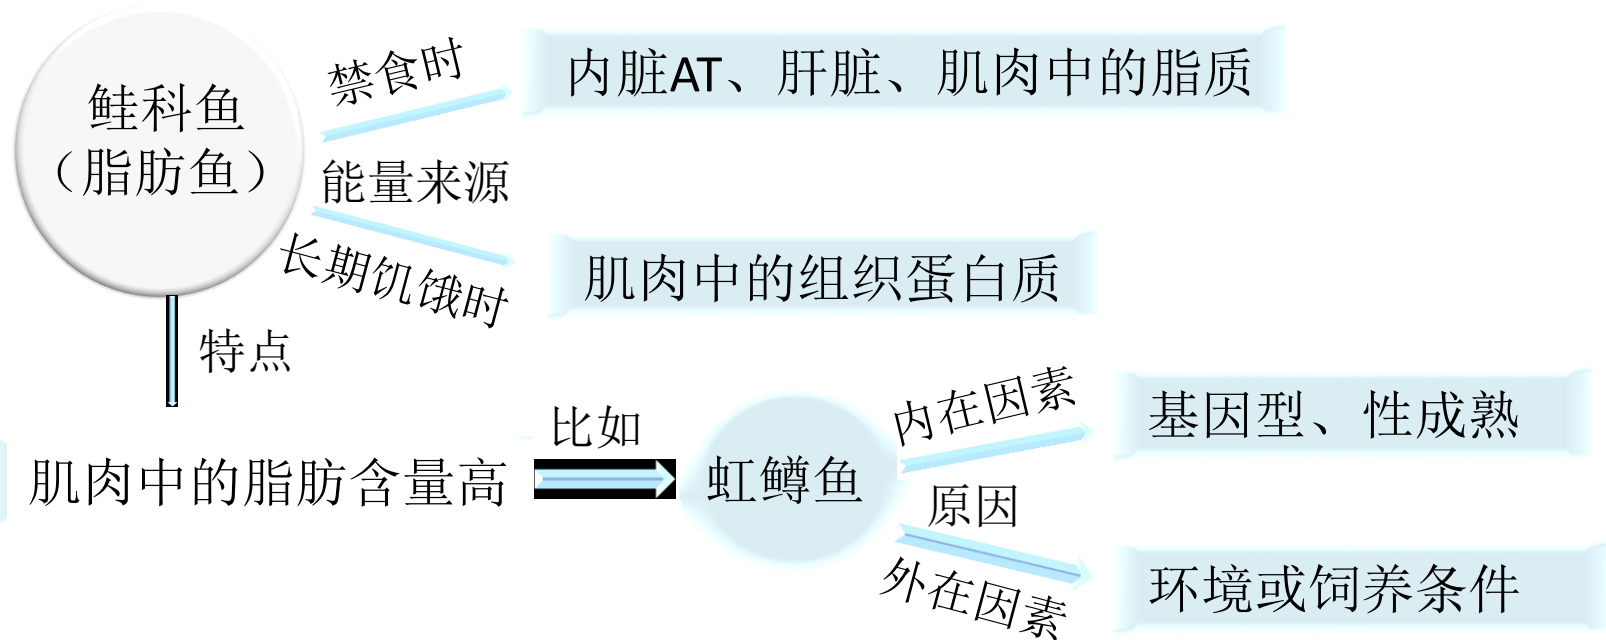 鲑科鱼
（脂肪鱼）
禁食时
内脏AT、肝脏、肌肉中的脂质
能量来源
长期饥饿时
肌肉中的组织蛋白质
特点
肌肉中的脂肪含量高
比如
虹鳟鱼
内在因素
基因型、性成熟
原因
外在因素
环境或饲养条件